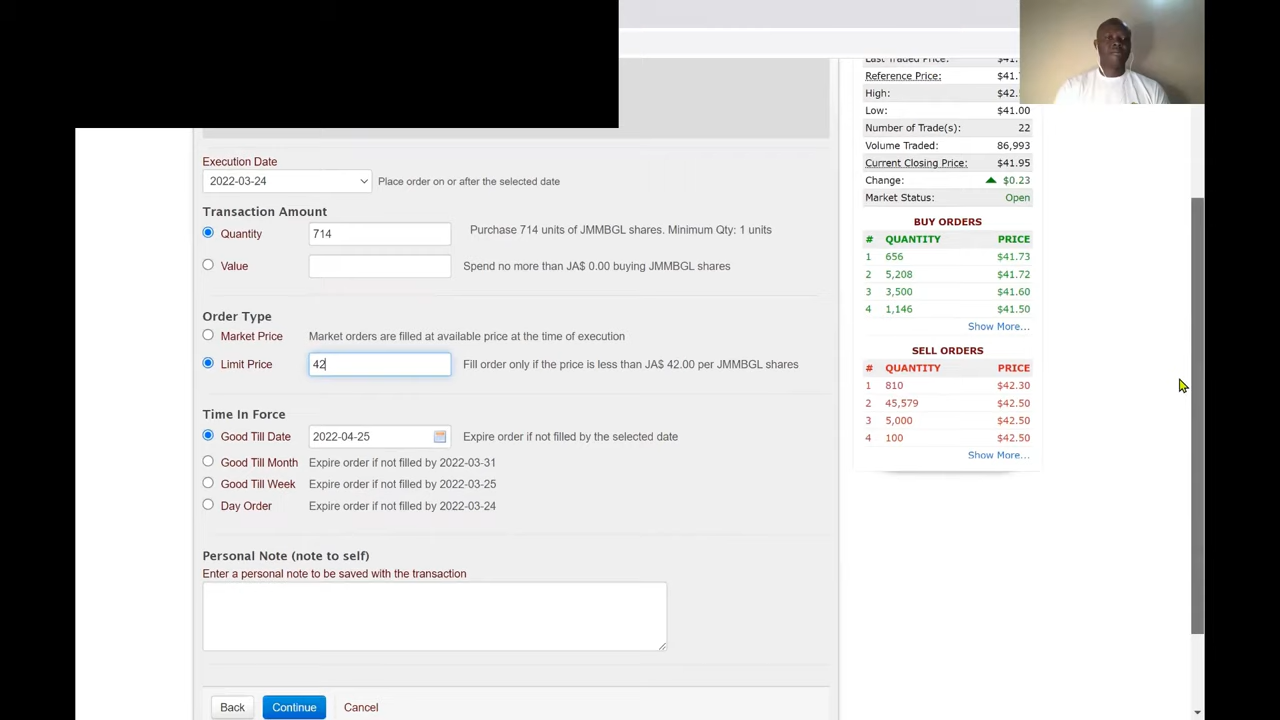 Last Traded Price: $41.
Reference Price: $41.
High: $42.
Low: $41.00
Number of Trade(s): 22
Volume Traded: 86,993
Current Closing Price: $41.95
Change: $0.23
Market Status: Open
Execution Date
2022-03-24 Place order on or after the selected date
Transaction Amount
Quantity 714 Purchase 714 units of JMMBGL shares. Minimum Qty: 1 units
Value Spend no more than JA$ 0.00 buying JMMBGL shares
Order Type
Market Price Market orders are filled at available price at the time of execution
Limit Price 42 Fill order only if the price is less than JA$ 42.00 per JMMBGL shares
Time In Force
Good Till Date 2022-04-25 Expire order if not filled by the selected date
Good Till Month Expire order if not filled by 2022-03-31
Good Till Week Expire order if not filled by 2022-03-25
Day Order Expire order if not filled by 2022-03-24
Personal Note (note to self)
Enter a personal note to be saved with the transaction
Back Continue Cancel
BUY ORDERS
# QUANTITY PRICE
1 656 $41.73
2 5,208 $41.72
3 3,500 $41.60
4 1,146 $41.50
Show More...
SELL ORDERS
# QUANTITY PRICE
1 810 $42.30
2 45,579 $42.50
3 5,000 $42.50
4 100 $42.50
Show More...